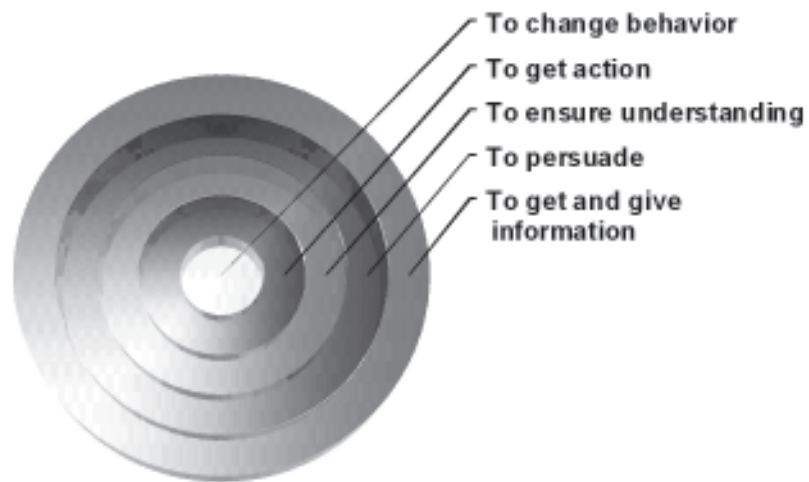 To change behavior
To get action
To ensure understanding
To persuade
To get and give
information